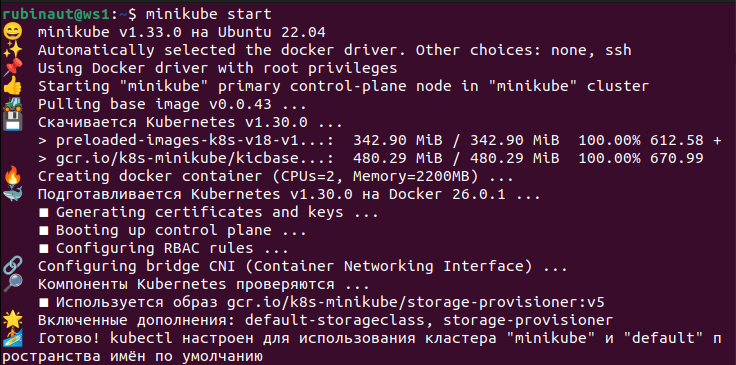 rubinaut@ws1:~$ minikube start
😄 minikube v1.33.0 на Ubuntu 22.04
✨ Automatically selected the docker driver. Other choices: none, ssh
📌 Using Docker driver with root privileges
👍 Starting "minikube" primary control-plane node in "minikube" cluster
🚜 Pulling base image v0.0.43 ...
💾 Скачивается Kubernetes v1.30.0 ...
> preloaded-images-k8s-v18-v1...: 342.90 MiB / 342.90 MiB 100.00% 612.58 +
> gcr.io/k8s-minikube/kicbase...: 480.29 MiB / 480.29 MiB 100.00% 670.99
🔥 Creating docker container (CPUs=2, Memory=2200MB) ...
🐳 Подготавливается Kubernetes v1.30.0 на Docker 26.0.1 ...
■ Generating certificates and keys ...
■ Booting up control plane ...
■ Configuring RBAC rules ...
🔗 Configuring bridge CNI (Container Networking Interface) ...
🔎 Компоненты Kubernetes проверяются ...
■ Используется образ gcr.io/k8s-minikube/storage-provisioner:v5
🌟 Включенные дополнения: default-storageclass, storage-provisioner
🏄 Готово! kubectl настроен для использования кластера "minikube" и "default" п
ространства имён по умолчанию